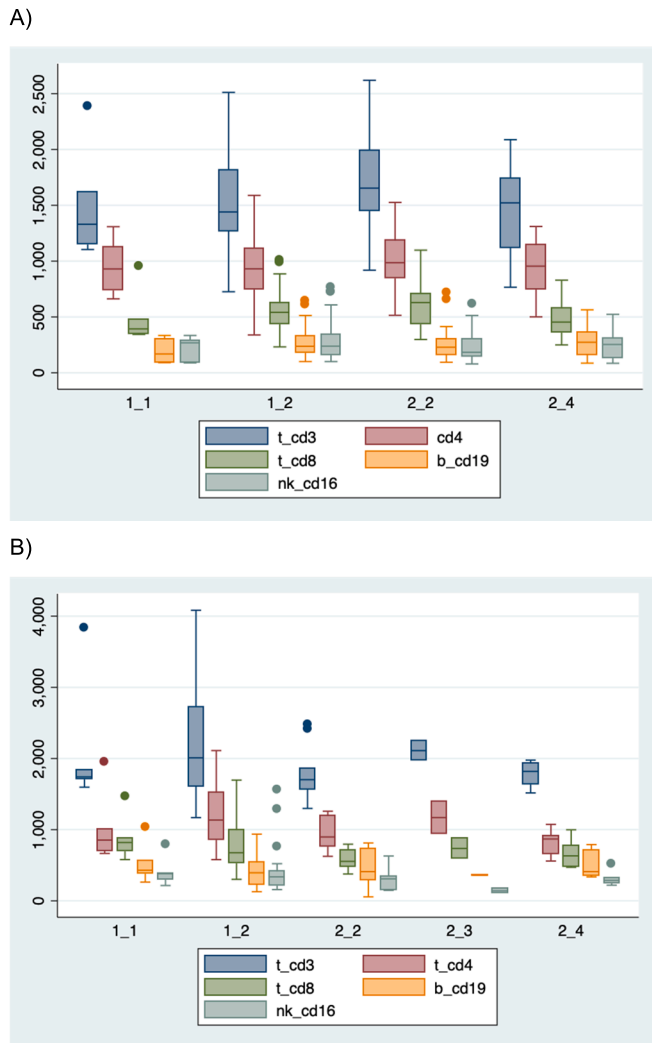 A)
2,500
2,000
1,500
1,000
500
0
1_1 1_2 2_2 2_4
t_cd3 cd4
t_cd8 b_cd19
nk_cd16
B)
4,000
3,000
2,000
1,000
0
1_1 1_2 2_2 2_3 2_4
t_cd3 t_cd4
t_cd8 b_cd19
nk_cd16